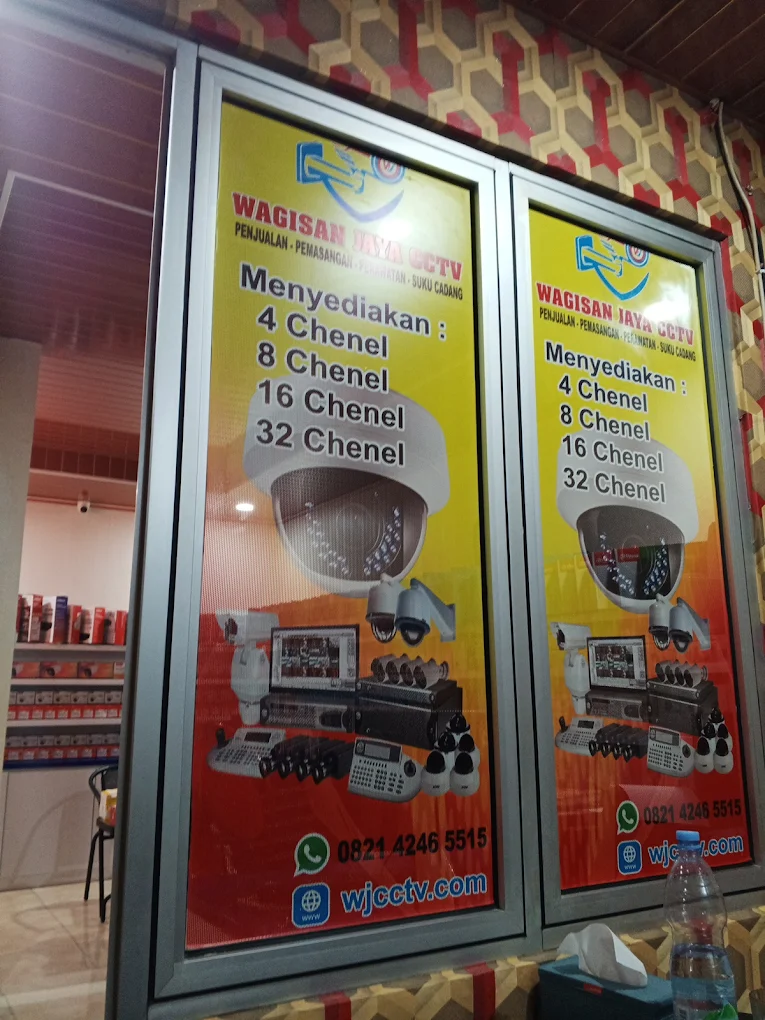 WAGISAN JAYA CCTV
PENJUALAN - PEMASANGAN - PERAWATAN - SUKU CADANG
Menyediakan :
4 Chenel
8 Chenel
16 Chenel
32 Chenel
0821 4246 5515
www
wjcctv.com
WAGISAN JAYA CCTV
PENJUALAN - PEMASANGAN - PERAWATAN - SUKU CADANG
Menyediakan :
4 Chenel
8 Chenel
16 Chenel
32 Chenel
0821 4246 5515
www
wjcctv.com